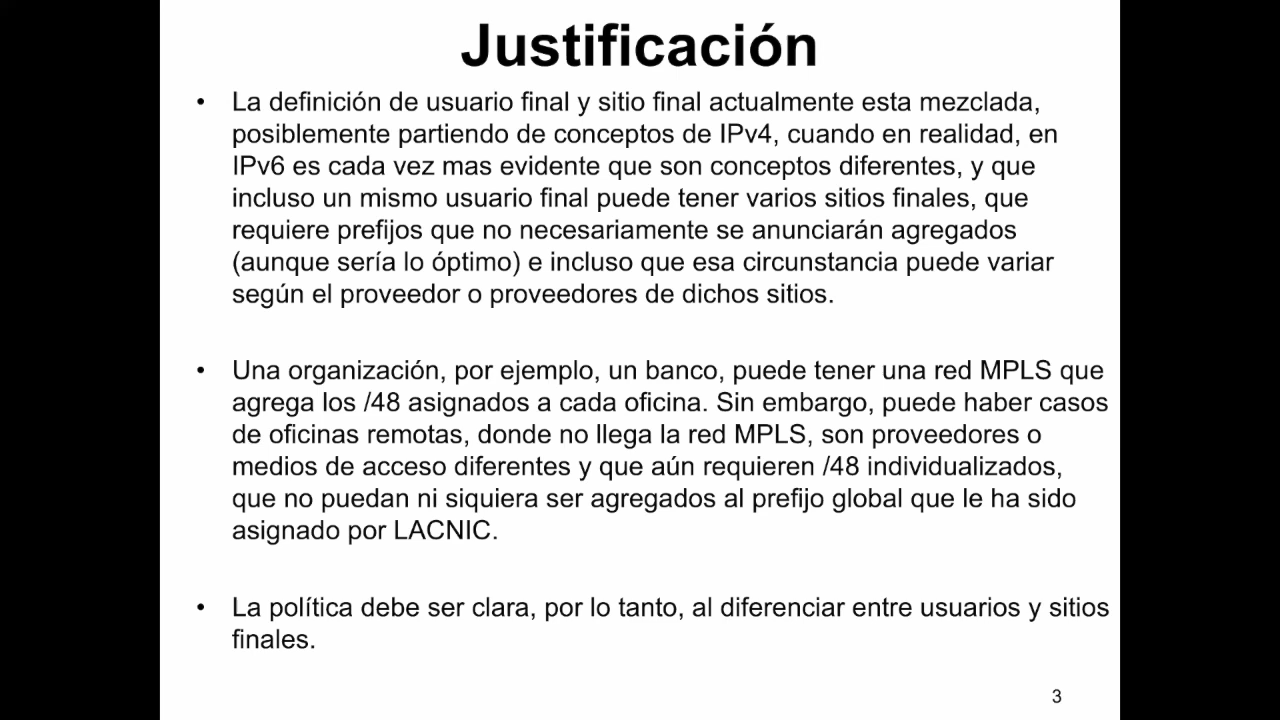 Justificación
• La definición de usuario final y sitio final actualmente esta mezclada,
posiblemente partiendo de conceptos de IPv4, cuando en realidad, en
IPv6 es cada vez mas evidente que son conceptos diferentes, y que
incluso un mismo usuario final puede tener varios sitios finales, que
requiere prefijos que no necesariamente se anunciarán agregados
(aunque sería lo óptimo) e incluso que esa circunstancia puede variar
según el proveedor o proveedores de dichos sitios.
• Una organización, por ejemplo, un banco, puede tener una red MPLS que
agrega los /48 asignados a cada oficina. Sin embargo, puede haber casos
de oficinas remotas, donde no llega la red MPLS, son proveedores o
medios de acceso diferentes y que aún requieren /48 individualizados,
que no puedan ni siquiera ser agregados al prefijo global que le ha sido
asignado por LACNIC.
• La política debe ser clara, por lo tanto, al diferenciar entre usuarios y sitios
finales.
3